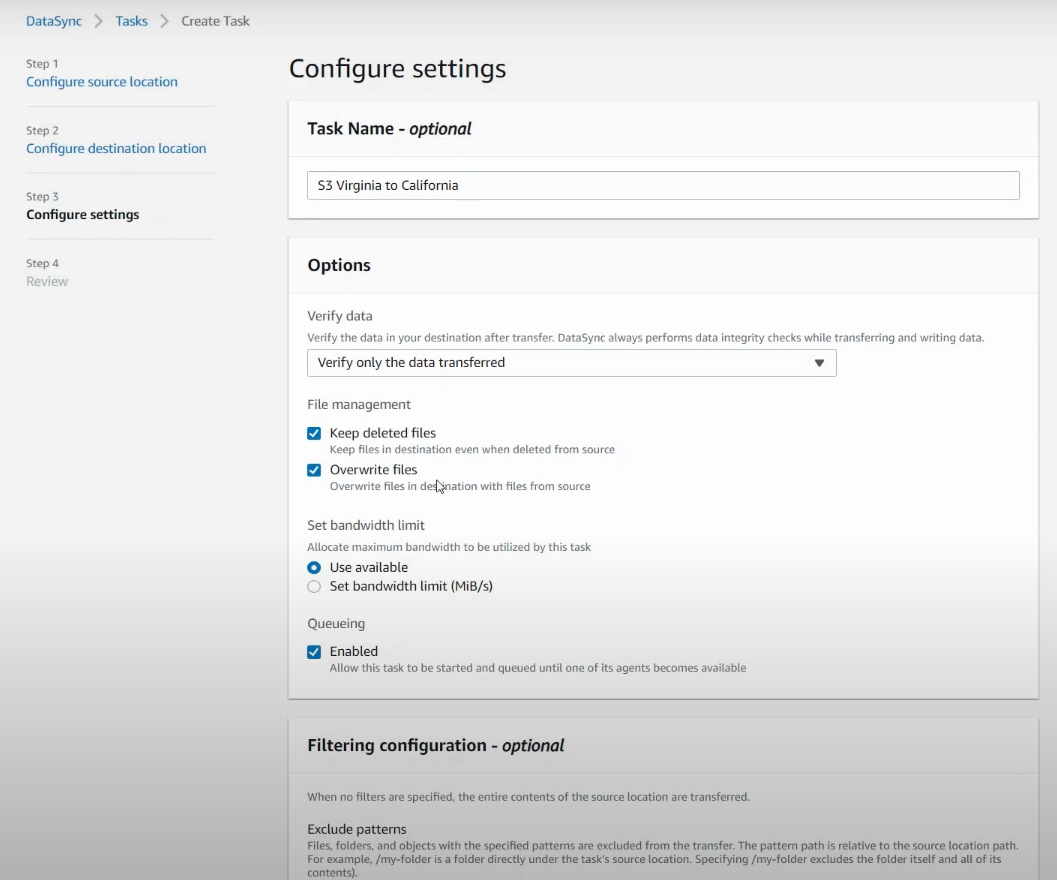 DataSync > Tasks > Create Task
Step 1
Configure source location
Step 2
Configure destination location
Step 3
Configure settings
Step 4
Review
Configure settings
Task Name - optional
S3 Virginia to California
Options
Verify data
Verify the data in your destination after transfer. DataSync always performs data integrity checks while transferring and writing data.
Verify only the data transferred
File management
Keep deleted files
Keep files in destination even when deleted from source
Overwrite files
Overwrite files in destination with files from source
Set bandwidth limit
Allocate maximum bandwidth to be utilized by this task
Use available
Set bandwidth limit (MiB/s)
Queueing
Enabled
Allow this task to be started and queued until one of its agents becomes available
Filtering configuration - optional
When no filters are specified, the entire contents of the source location are transferred.
Exclude patterns
Files, folders, and objects with the specified patterns are excluded from the transfer. The pattern path is relative to the source location path.
For example, /my-folder is a folder directly under the task's source location. Specifying /my-folder excludes the folder itself and all of its
contents).